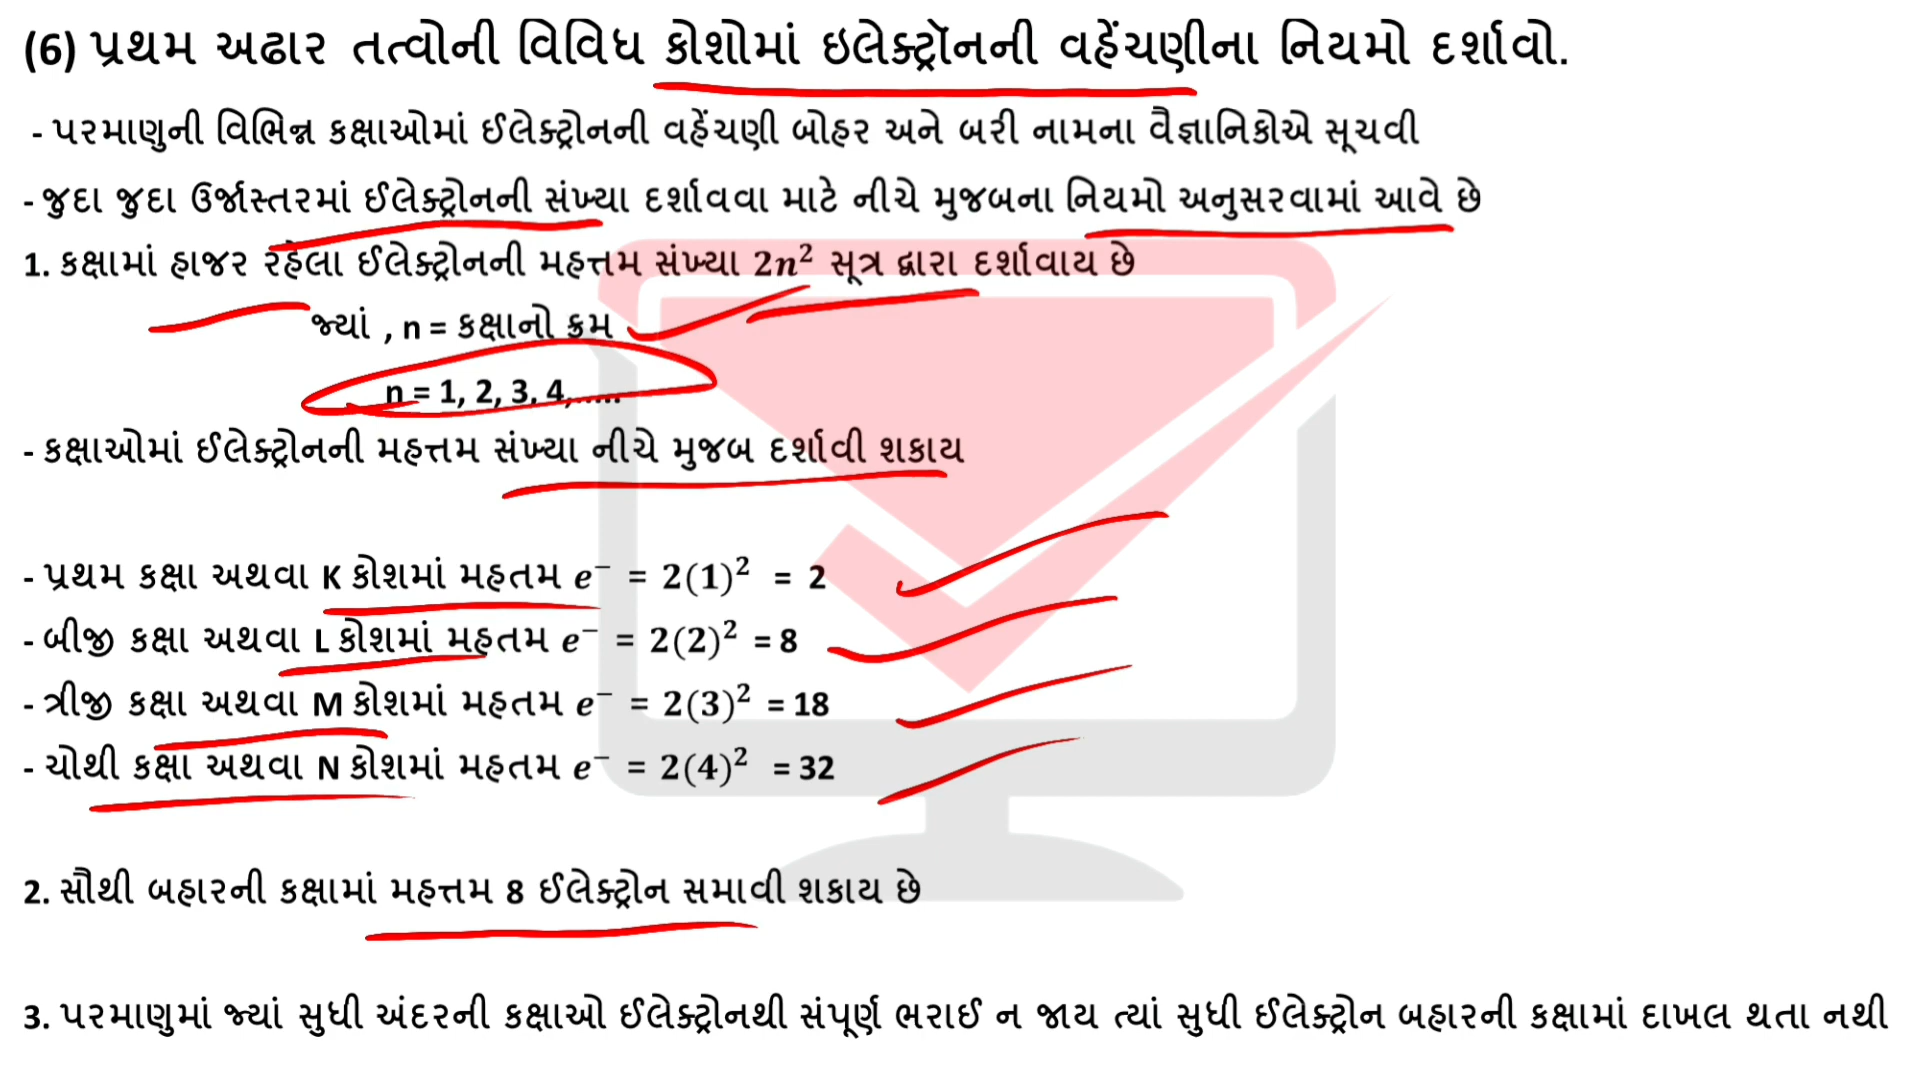 (6) પ્રથમ અઢાર તત્વોની વિવિધ કોશોમાં ઇલેક્ટ્રૉનની વહેંચણીના નિયમો દર્શાવો.
- પરમાણુની વિભિન્ન કક્ષાઓમાં ઈલેક્ટ્રોનની વહેંચણી બોહર અને બરી નામના વૈજ્ઞાનિકોએ સૂચવી
- જુદા જુદા ઉર્જાસ્તરમાં ઈલેક્ટ્રોનની સંખ્યા દર્શાવવા માટે નીચે મુજબના નિયમો અનુસરવામાં આવે છે
1. કક્ષામાં હાજર રહેલા ઈલેક્ટ્રોનની મહત્તમ સંખ્યા 2n² સૂત્ર દ્વારા દર્શાવાય છે
જ્યાં , n = કક્ષાનો ક્રમ
n = 1, 2, 3, 4,.....
- કક્ષાઓમાં ઈલેક્ટ્રોનની મહત્તમ સંખ્યા નીચે મુજબ દર્શાવી શકાય
- પ્રથમ કક્ષા અથવા K કોશમાં મહતમ e⁻ = 2(1)² = 2
- બીજી કક્ષા અથવા L કોશમાં મહતમ e⁻ = 2(2)² = 8
- ત્રીજી કક્ષા અથવા M કોશમાં મહતમ e⁻ = 2(3)² = 18
- ચોથી કક્ષા અથવા N કોશમાં મહતમ e⁻ = 2(4)² = 32
2. સૌથી બહારની કક્ષામાં મહત્તમ 8 ઈલેક્ટ્રોન સમાવી શકાય છે
3. પરમાણુમાં જ્યાં સુધી અંદરની કક્ષાઓ ઈલેક્ટ્રોનથી સંપૂર્ણ ભરાઈ ન જાય ત્યાં સુધી ઈલેક્ટ્રોન બહારની કક્ષામાં દાખલ થતા નથી